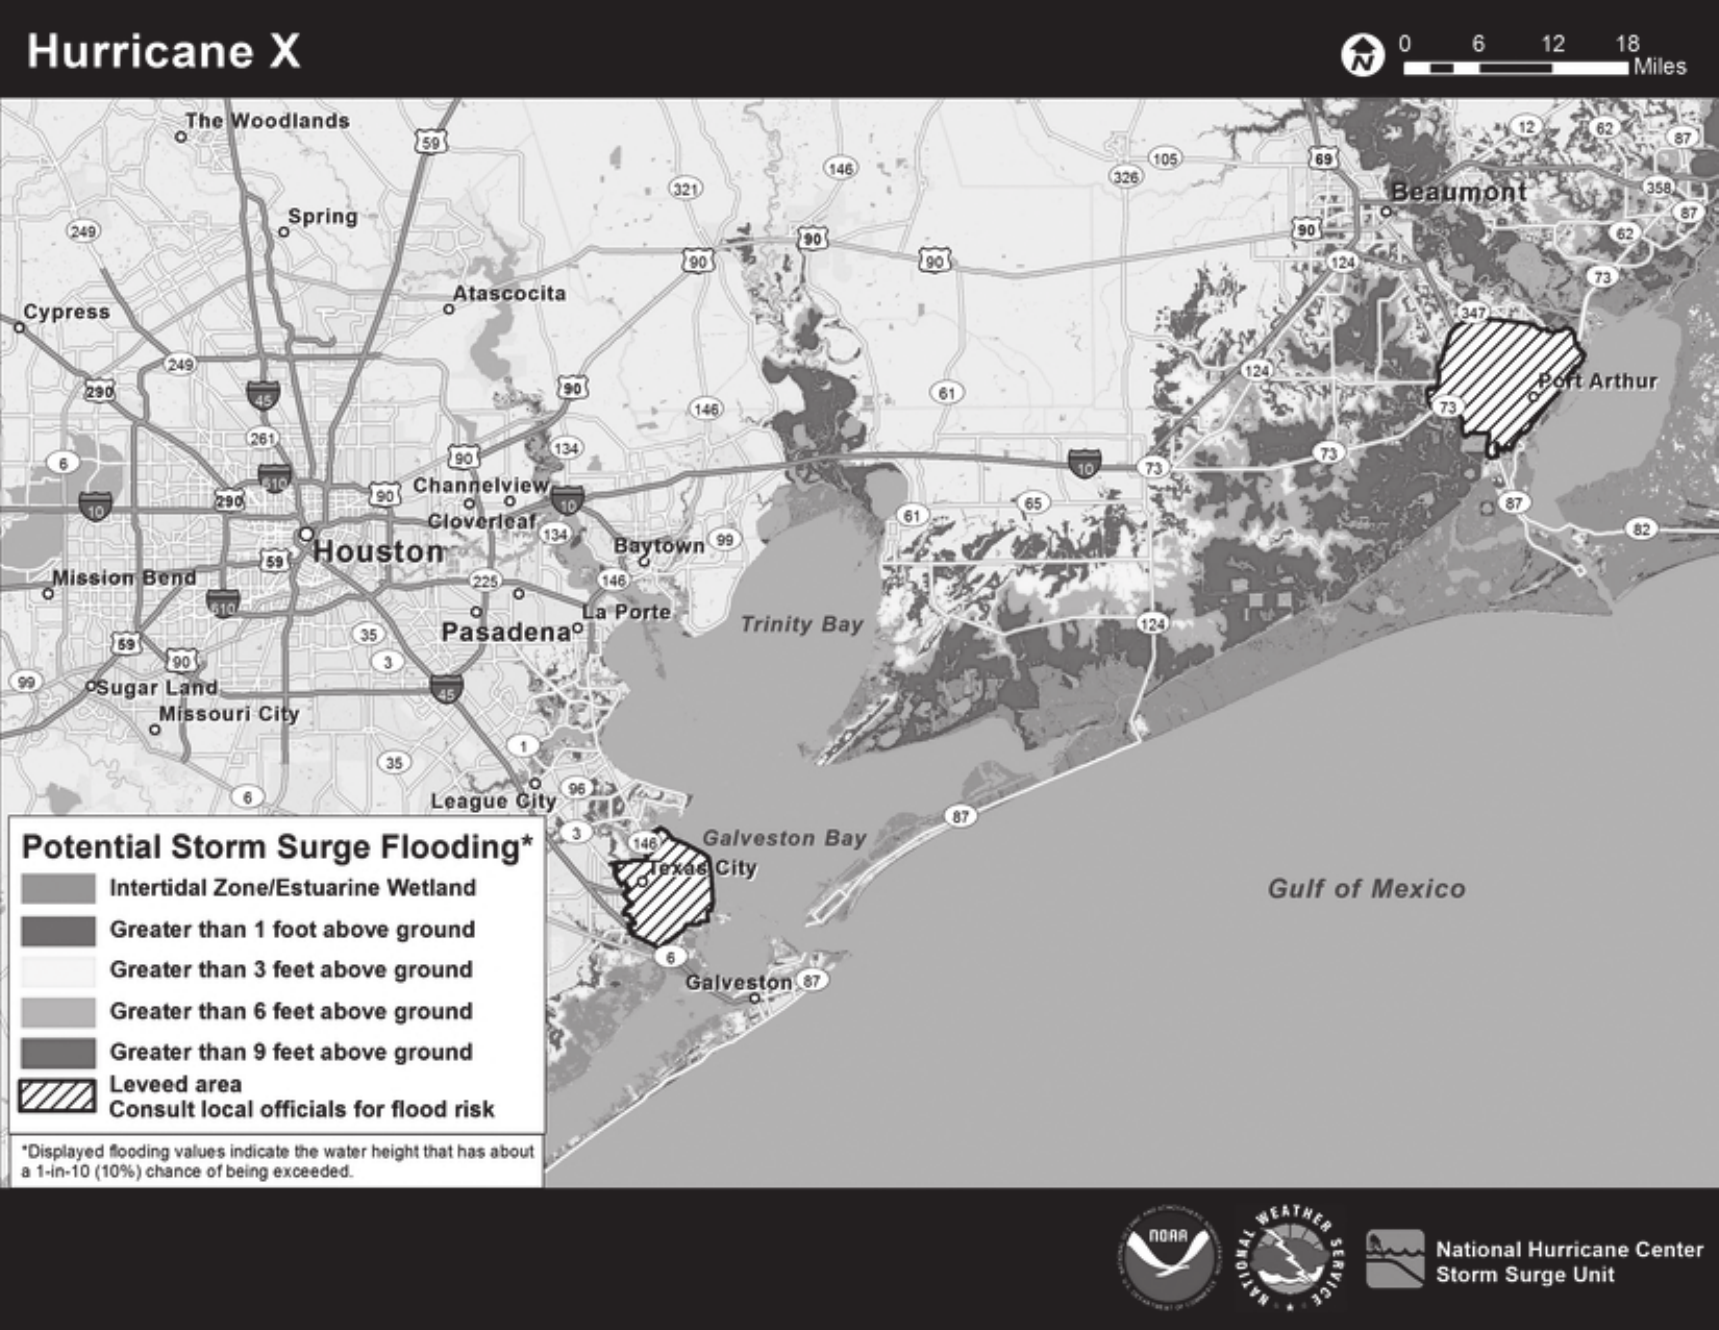 Hurricane X
0 6 12 18
Miles
N
The Woodlands
59
146
105
326
69
12
62
87
321
358
Beaumont
87
Spring
249
90
90
62
90
90
124
73
Atascocita
Cypress
347
249
290
45
90
124
61
146
Port Arthur
73
261
134
6
90
73
10
73
610
Channelview
10
290
90
10
65
87
61
Cloverleaf
134
82
Houston
Baytown
99
59
Mission Bend
225
146
610
La Porte
Trinity Bay
124
Pasadena
35
59
90
3
99
Sugar Land
45
Missouri City
1
35
96
6
League City
87
3
146
Galveston Bay
Texas City
Gulf of Mexico
6
Galveston
87
Potential Storm Surge Flooding*
Intertidal Zone/Estuarine Wetland
Greater than 1 foot above ground
Greater than 3 feet above ground
Greater than 6 feet above ground
Greater than 9 feet above ground
Leveed area
Consult local officials for flood risk
*Displayed flooding values indicate the water height that has about
a 1-in-10 (10%) chance of being exceeded.
NOAA
NATIONAL WEATHER SERVICE
National Hurricane Center
Storm Surge Unit